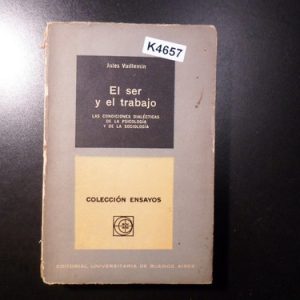 K4657
Jules Vuillemin
El ser
y el trabajo
LAS CONDICIONES DIALÉCTICAS
DE LA PSICOLOGÍA
Y DE LA SOCIOLOGÍA
COLECCIÓN ENSAYOS
EDITORIAL UNIVERSITARIA DE BUENOS AIRES